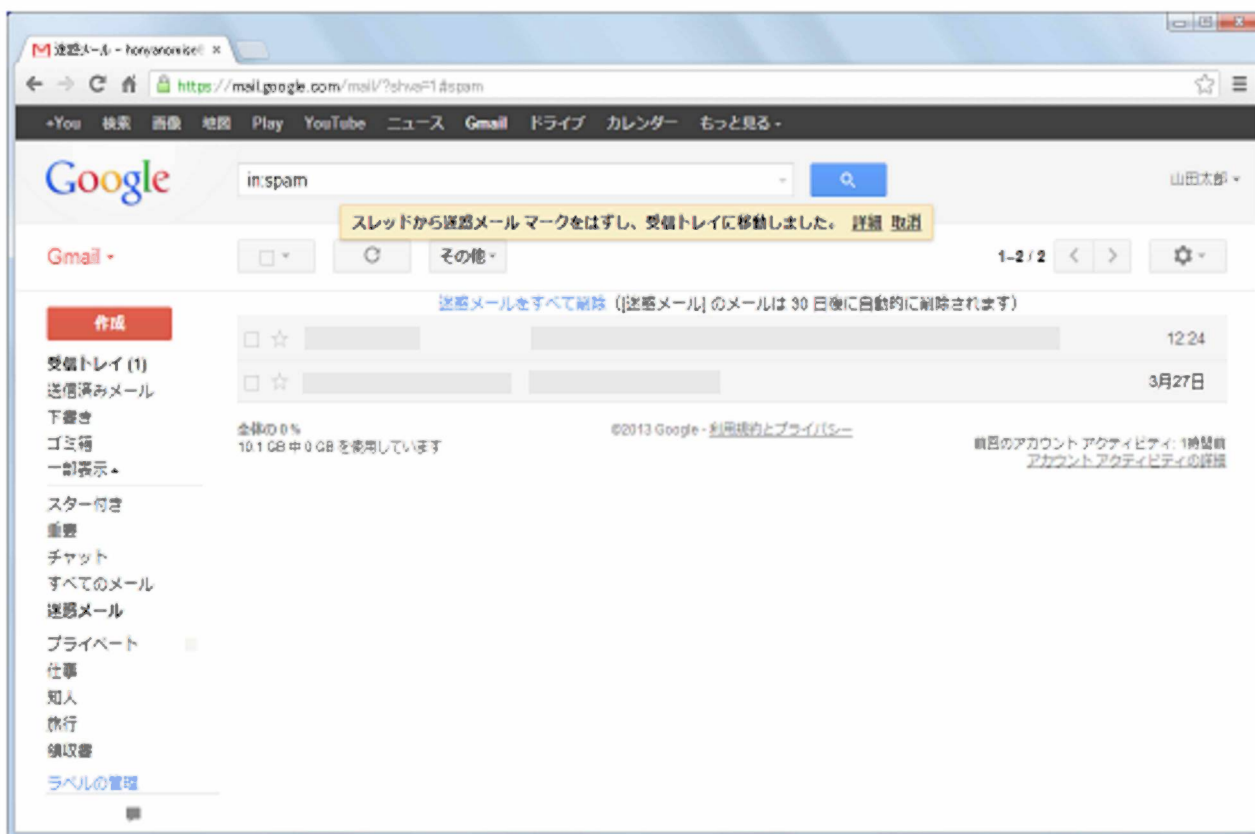 迷惑メール - honyanomise
https://mail.google.com/mail/?shva=1#spam
+You 検索 画像 地図 Play YouTube ニュース Gmail ドライブ カレンダー もっと見る
Google
in:spam
山田太郎
スレッドから迷惑メール マークをはずし、受信トレイに移動しました。 詳細 取消
Gmail
その他
1–2 / 2
迷惑メールをすべて削除 ([迷惑メール] のメールは 30 日後に自動的に削除されます)
作成
12:24
受信トレイ (1)
3月27日
送信済みメール
下書き
ゴミ箱
一部表示
全体の 0 %
10.1 GB 中 0 GB を使用しています
©2013 Google - 利用規約とプライバシー
前回のアカウント アクティビティ: 1時間前
アカウント アクティビティの詳細
スター付き
重要
チャット
すべてのメール
迷惑メール
プライベート
仕事
知人
旅行
領収書
ラベルの管理